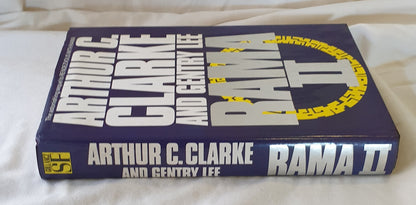 ARTHUR C.
CLARKE
AND GENTRY LEE
RAMA
II
SF
ARTHUR C. CLARKE
AND GENTRY LEE
RAMA II